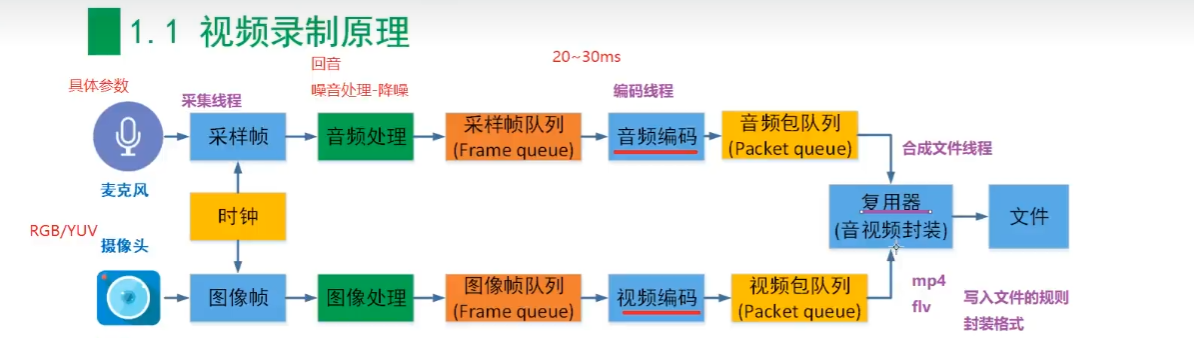 1.1 视频录制原理
20~30ms
回音
噪音处理-降噪
具体参数
采集线程
编码线程
采样帧
音频处理
采样帧队列
(Frame queue)
音频编码
音频包队列
(Packet queue)
合成文件线程
麦克风
时钟
复用器
(音视频封装)
文件
RGB/YUV
摄像头
图像帧
图像处理
图像帧队列
(Frame queue)
视频编码
视频包队列
(Packet queue)
mp4
flv
写入文件的规则
封装格式